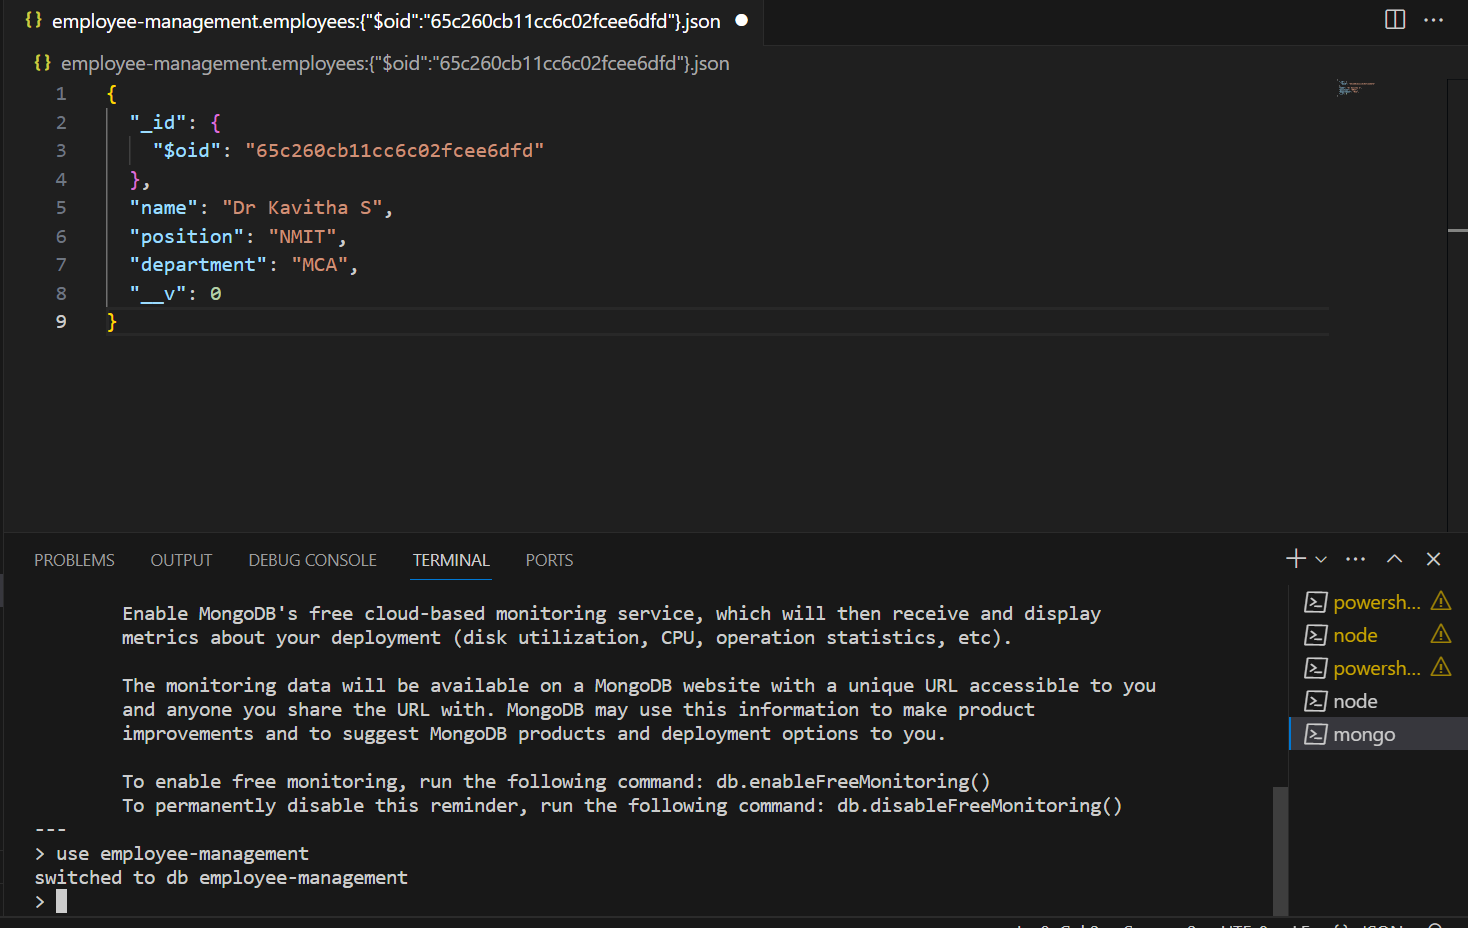 {} employee-management.employees:{"$oid":"65c260cb11cc6c02fcee6dfd"}.json
{} employee-management.employees:{"$oid":"65c260cb11cc6c02fcee6dfd"}.json
1 {
2 "_id": {
3 "$oid": "65c260cb11cc6c02fcee6dfd"
4 },
5 "name": "Dr Kavitha S",
6 "position": "NMIT",
7 "department": "MCA",
8 "__v": 0
9 }
PROBLEMS OUTPUT DEBUG CONSOLE TERMINAL PORTS
Enable MongoDB's free cloud-based monitoring service, which will then receive and display
metrics about your deployment (disk utilization, CPU, operation statistics, etc).
The monitoring data will be available on a MongoDB website with a unique URL accessible to you
and anyone you share the URL with. MongoDB may use this information to make product
improvements and to suggest MongoDB products and deployment options to you.
To enable free monitoring, run the following command: db.enableFreeMonitoring()
To permanently disable this reminder, run the following command: db.disableFreeMonitoring()
---
> use employee-management
switched to db employee-management
>
powersh...
node
powersh...
node
mongo